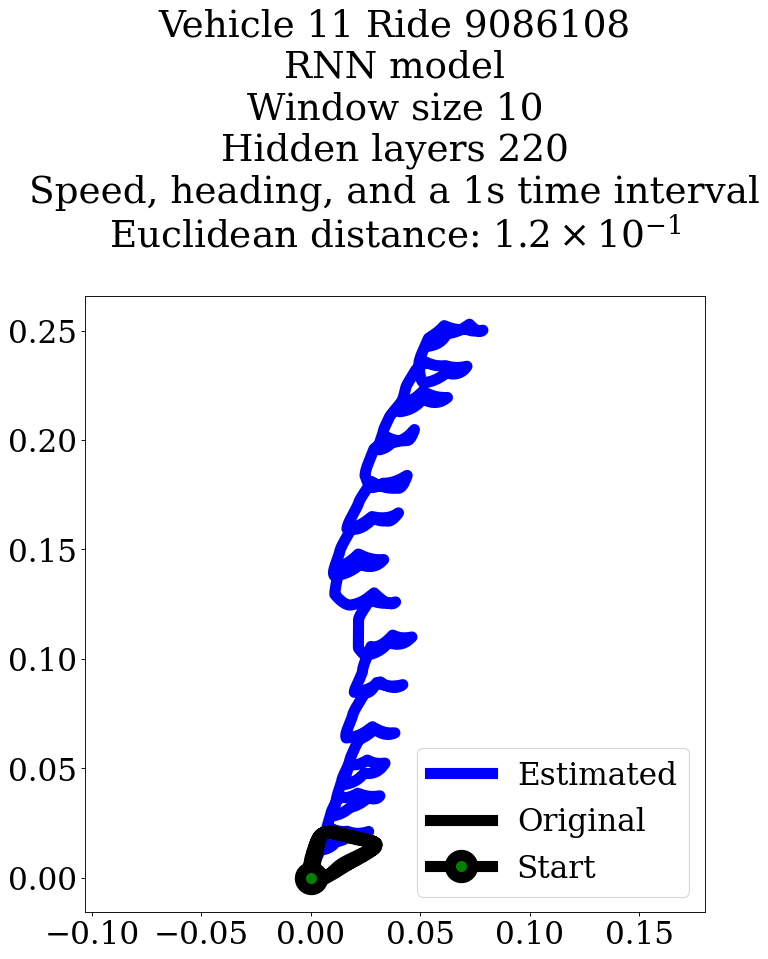 Vehicle 11 Ride 9086108
RNN model
Window size 10
Hidden layers 220
Speed, heading, and a 1s time interval
Euclidean distance: 1.2 × 10⁻¹
0.25
0.20
0.15
0.10
0.05
0.00
Estimated
Original
Start
−0.10 −0.05 0.00 0.05 0.10 0.15